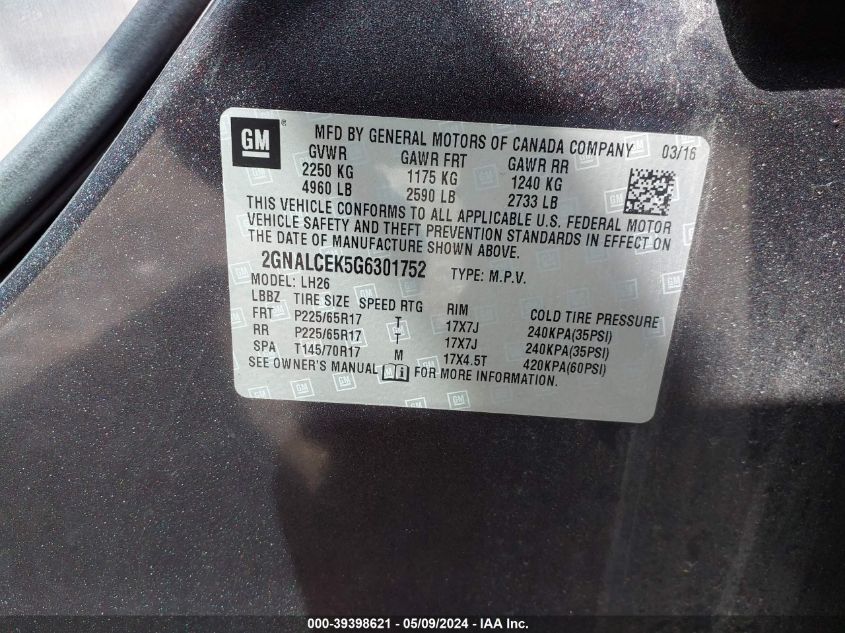 GM ®
MFD BY GENERAL MOTORS OF CANADA COMPANY 03/16
GVWR GAWR FRT GAWR RR
2250 KG 1175 KG 1240 KG
4960 LB 2590 LB 2733 LB
THIS VEHICLE CONFORMS TO ALL APPLICABLE U.S. FEDERAL MOTOR
VEHICLE SAFETY AND THEFT PREVENTION STANDARDS IN EFFECT ON
THE DATE OF MANUFACTURE SHOWN ABOVE.
2GNALCEK5G6301752 TYPE: M.P.V.
MODEL: LH26
LBBZ TIRE SIZE SPEED RTG RIM COLD TIRE PRESSURE
FRT P225/65R17 T 17X7J 240KPA(35PSI)
RR P225/65R17 T 17X7J 240KPA(35PSI)
SPA T145/70R17 M 17X4.5T 420KPA(60PSI)
SEE OWNER'S MANUAL FOR MORE INFORMATION.
000-39398621 - 05/09/2024 - IAA Inc.